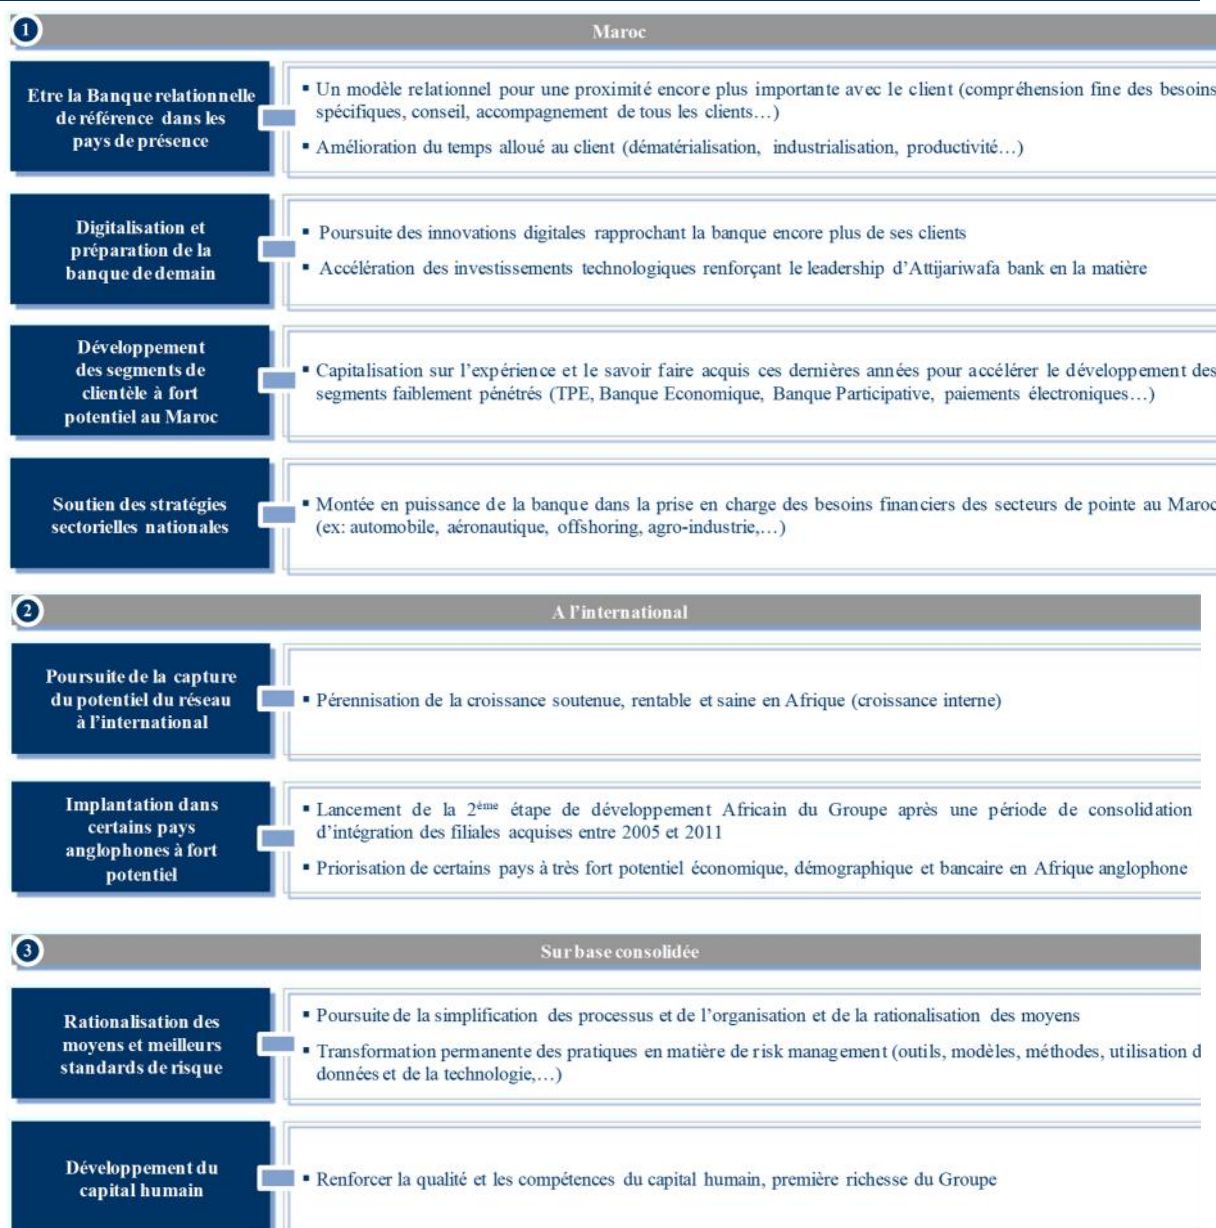 1
Maroc
Etre la Banque relationnelle
de référence dans les
pays de présence
▪ Un modèle relationnel pour une proximité encore plus importante avec le client (compréhension fine des besoins
spécifiques, conseil, accompagnement de tous les clients…)
▪ Amélioration du temps alloué au client (dématérialisation, industrialisation, productivité…)
Digitalisation et
préparation de la
banque de demain
▪ Poursuite des innovations digitales rapprochant la banque encore plus de ses clients
▪ Accélération des investissements technologiques renforçant le leadership d’Attijariwafa bank en la matière
Développement
des segments de
clientèle à fort
potentiel au Maroc
▪ Capitalisation sur l’expérience et le savoir faire acquis ces dernières années pour accélérer le développement des
segments faiblement pénétrés (TPE, Banque Economique, Banque Participative, paiements électroniques…)
Soutien des stratégies
sectorielles nationales
▪ Montée en puissance de la banque dans la prise en charge des besoins financiers des secteurs de pointe au Maroc
(ex: automobile, aéronautique, offshoring, agro-industrie,…)
2
A l’international
Poursuite de la capture
du potentiel du réseau
à l’international
▪ Pérennisation de la croissance soutenue, rentable et saine en Afrique (croissance interne)
Implantation dans
certains pays
anglophones à fort
potentiel
▪ Lancement de la 2ème étape de développement Africain du Groupe après une période de consolidation
d’intégration des filiales acquises entre 2005 et 2011
▪ Priorisation de certains pays à très fort potentiel économique, démographique et bancaire en Afrique anglophone
3
Sur base consolidée
Rationalisation des
moyens et meilleurs
standards de risque
▪ Poursuite de la simplification des processus et de l’organisation et de la rationalisation des moyens
▪ Transformation permanente des pratiques en matière de risk management (outils, modèles, méthodes, utilisation d
données et de la technologie,…)
Développement du
capital humain
▪ Renforcer la qualité et les compétences du capital humain, première richesse du Groupe